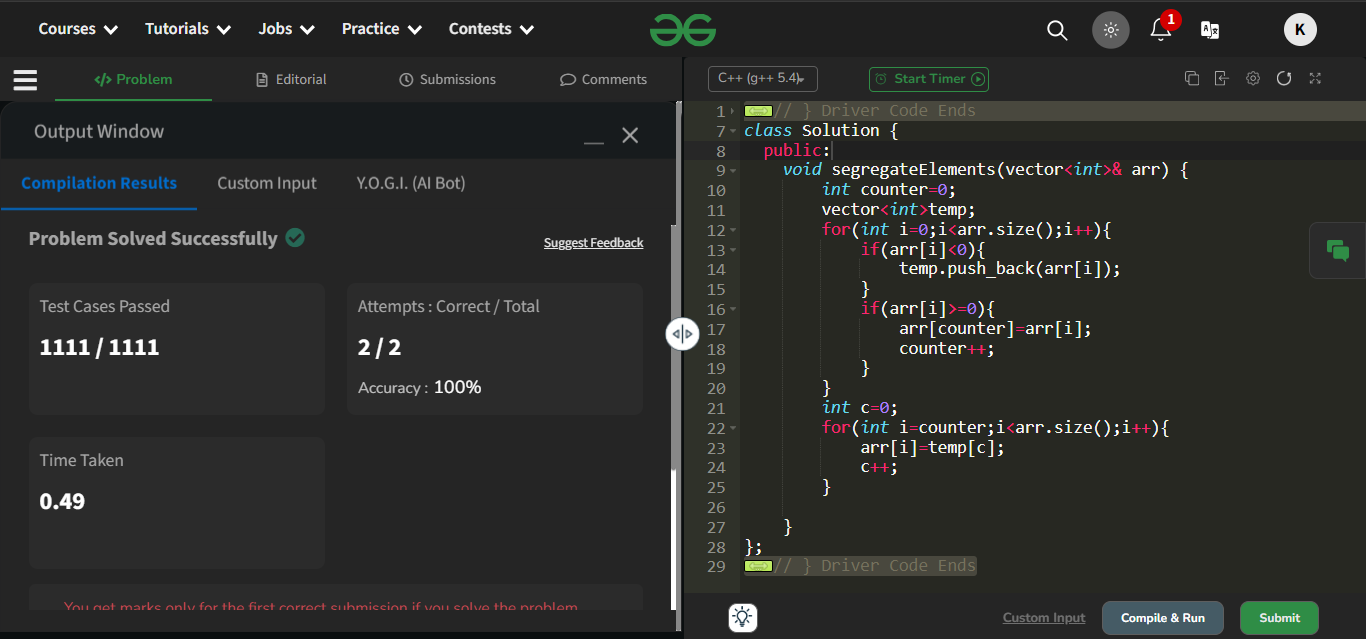 Courses Tutorials Jobs Practice Contests 1 K
Problem Editorial Submissions Comments
Output Window
Compilation Results Custom Input Y.O.G.I. (AI Bot)
Problem Solved Successfully
Suggest Feedback
Test Cases Passed
1111 / 1111
Attempts : Correct / Total
2 / 2
Accuracy : 100%
Time Taken
0.49
You get marks only for the first correct submission if you solve the problem
C++ (g++ 5.4) Start Timer
1 // } Driver Code Ends
7 class Solution {
8   public:
9     void segregateElements(vector<int>& arr) {
10         int counter=0;
11         vector<int>temp;
12         for(int i=0;i<arr.size();i++){
13             if(arr[i]<0){
14                 temp.push_back(arr[i]);
15             }
16             if(arr[i]>=0){
17                 arr[counter]=arr[i];
18                 counter++;
19             }
20         }
21         int c=0;
22         for(int i=counter;i<arr.size();i++){
23             arr[i]=temp[c];
24             c++;
25         }
26
27     }
28 };
29 // } Driver Code Ends
Custom Input Compile & Run Submit